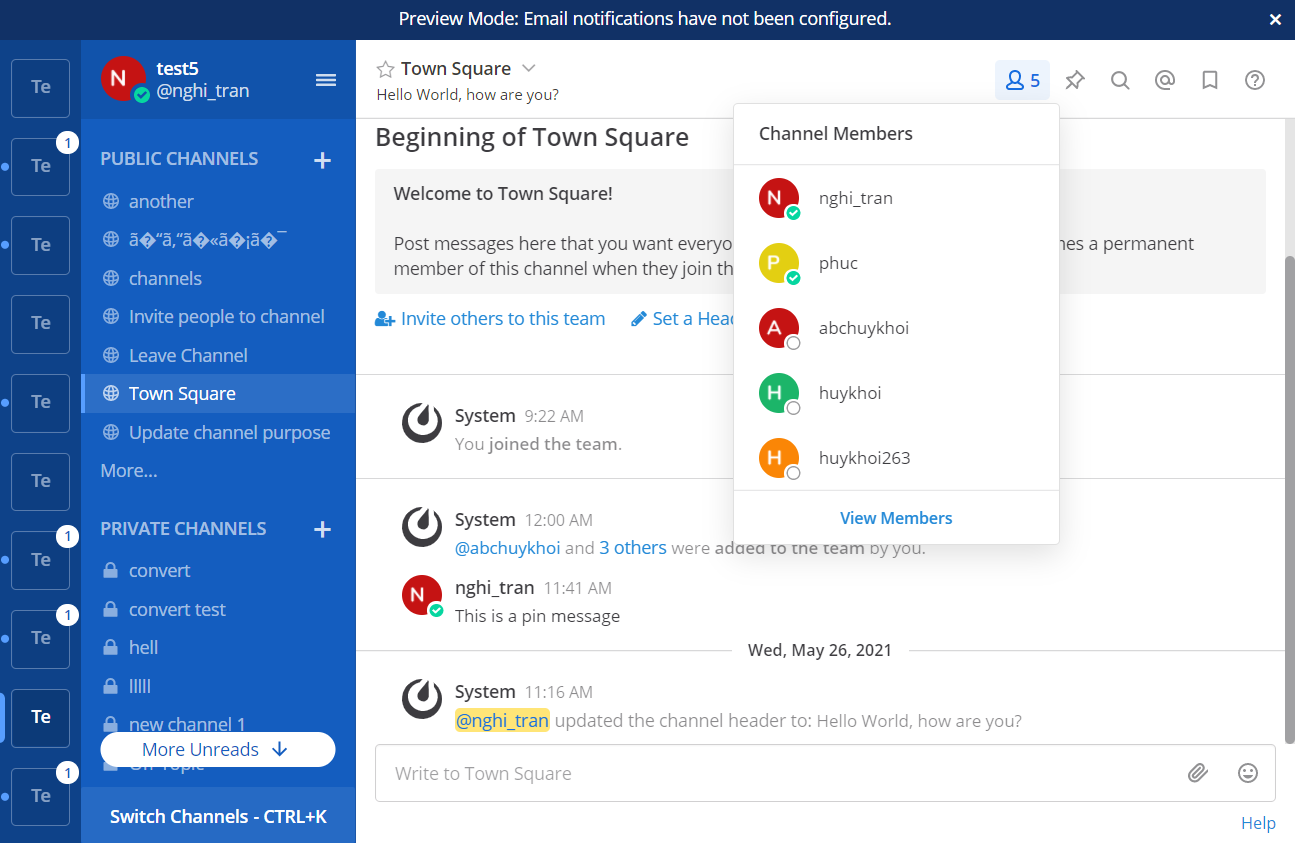 Preview Mode: Email notifications have not been configured.
Te
1
Te
Te
Te
Te
Te
1
Te
1
Te
Te
1
Te
N
test5
@nghi_tran
PUBLIC CHANNELS
another
channels
Invite people to channel
Leave Channel
Town Square
Update channel purpose
More...
PRIVATE CHANNELS
convert
convert test
hell
lllll
new channel 1
More Unreads
Off-Topic
Switch Channels - CTRL+K
Town Square
Hello World, how are you?
5
Beginning of Town Square
Welcome to Town Square!
Post messages here that you want a permanent
member of this channel when they join
Invite others to this team
Set a
System 9:22 AM
You joined the team.
System 12:00 AM
@abchuykhoi and 3 others were added to the team by you.
N
nghi_tran 11:41 AM
This is a pin message
Wed, May 26, 2021
System 11:16 AM
@nghi_tran updated the channel header to: Hello World, how are you?
Write to Town Square
Help
Channel Members
N nghi_tran
P phuc
A abchuykhoi
H huykhoi
H huykhoi263
View Members